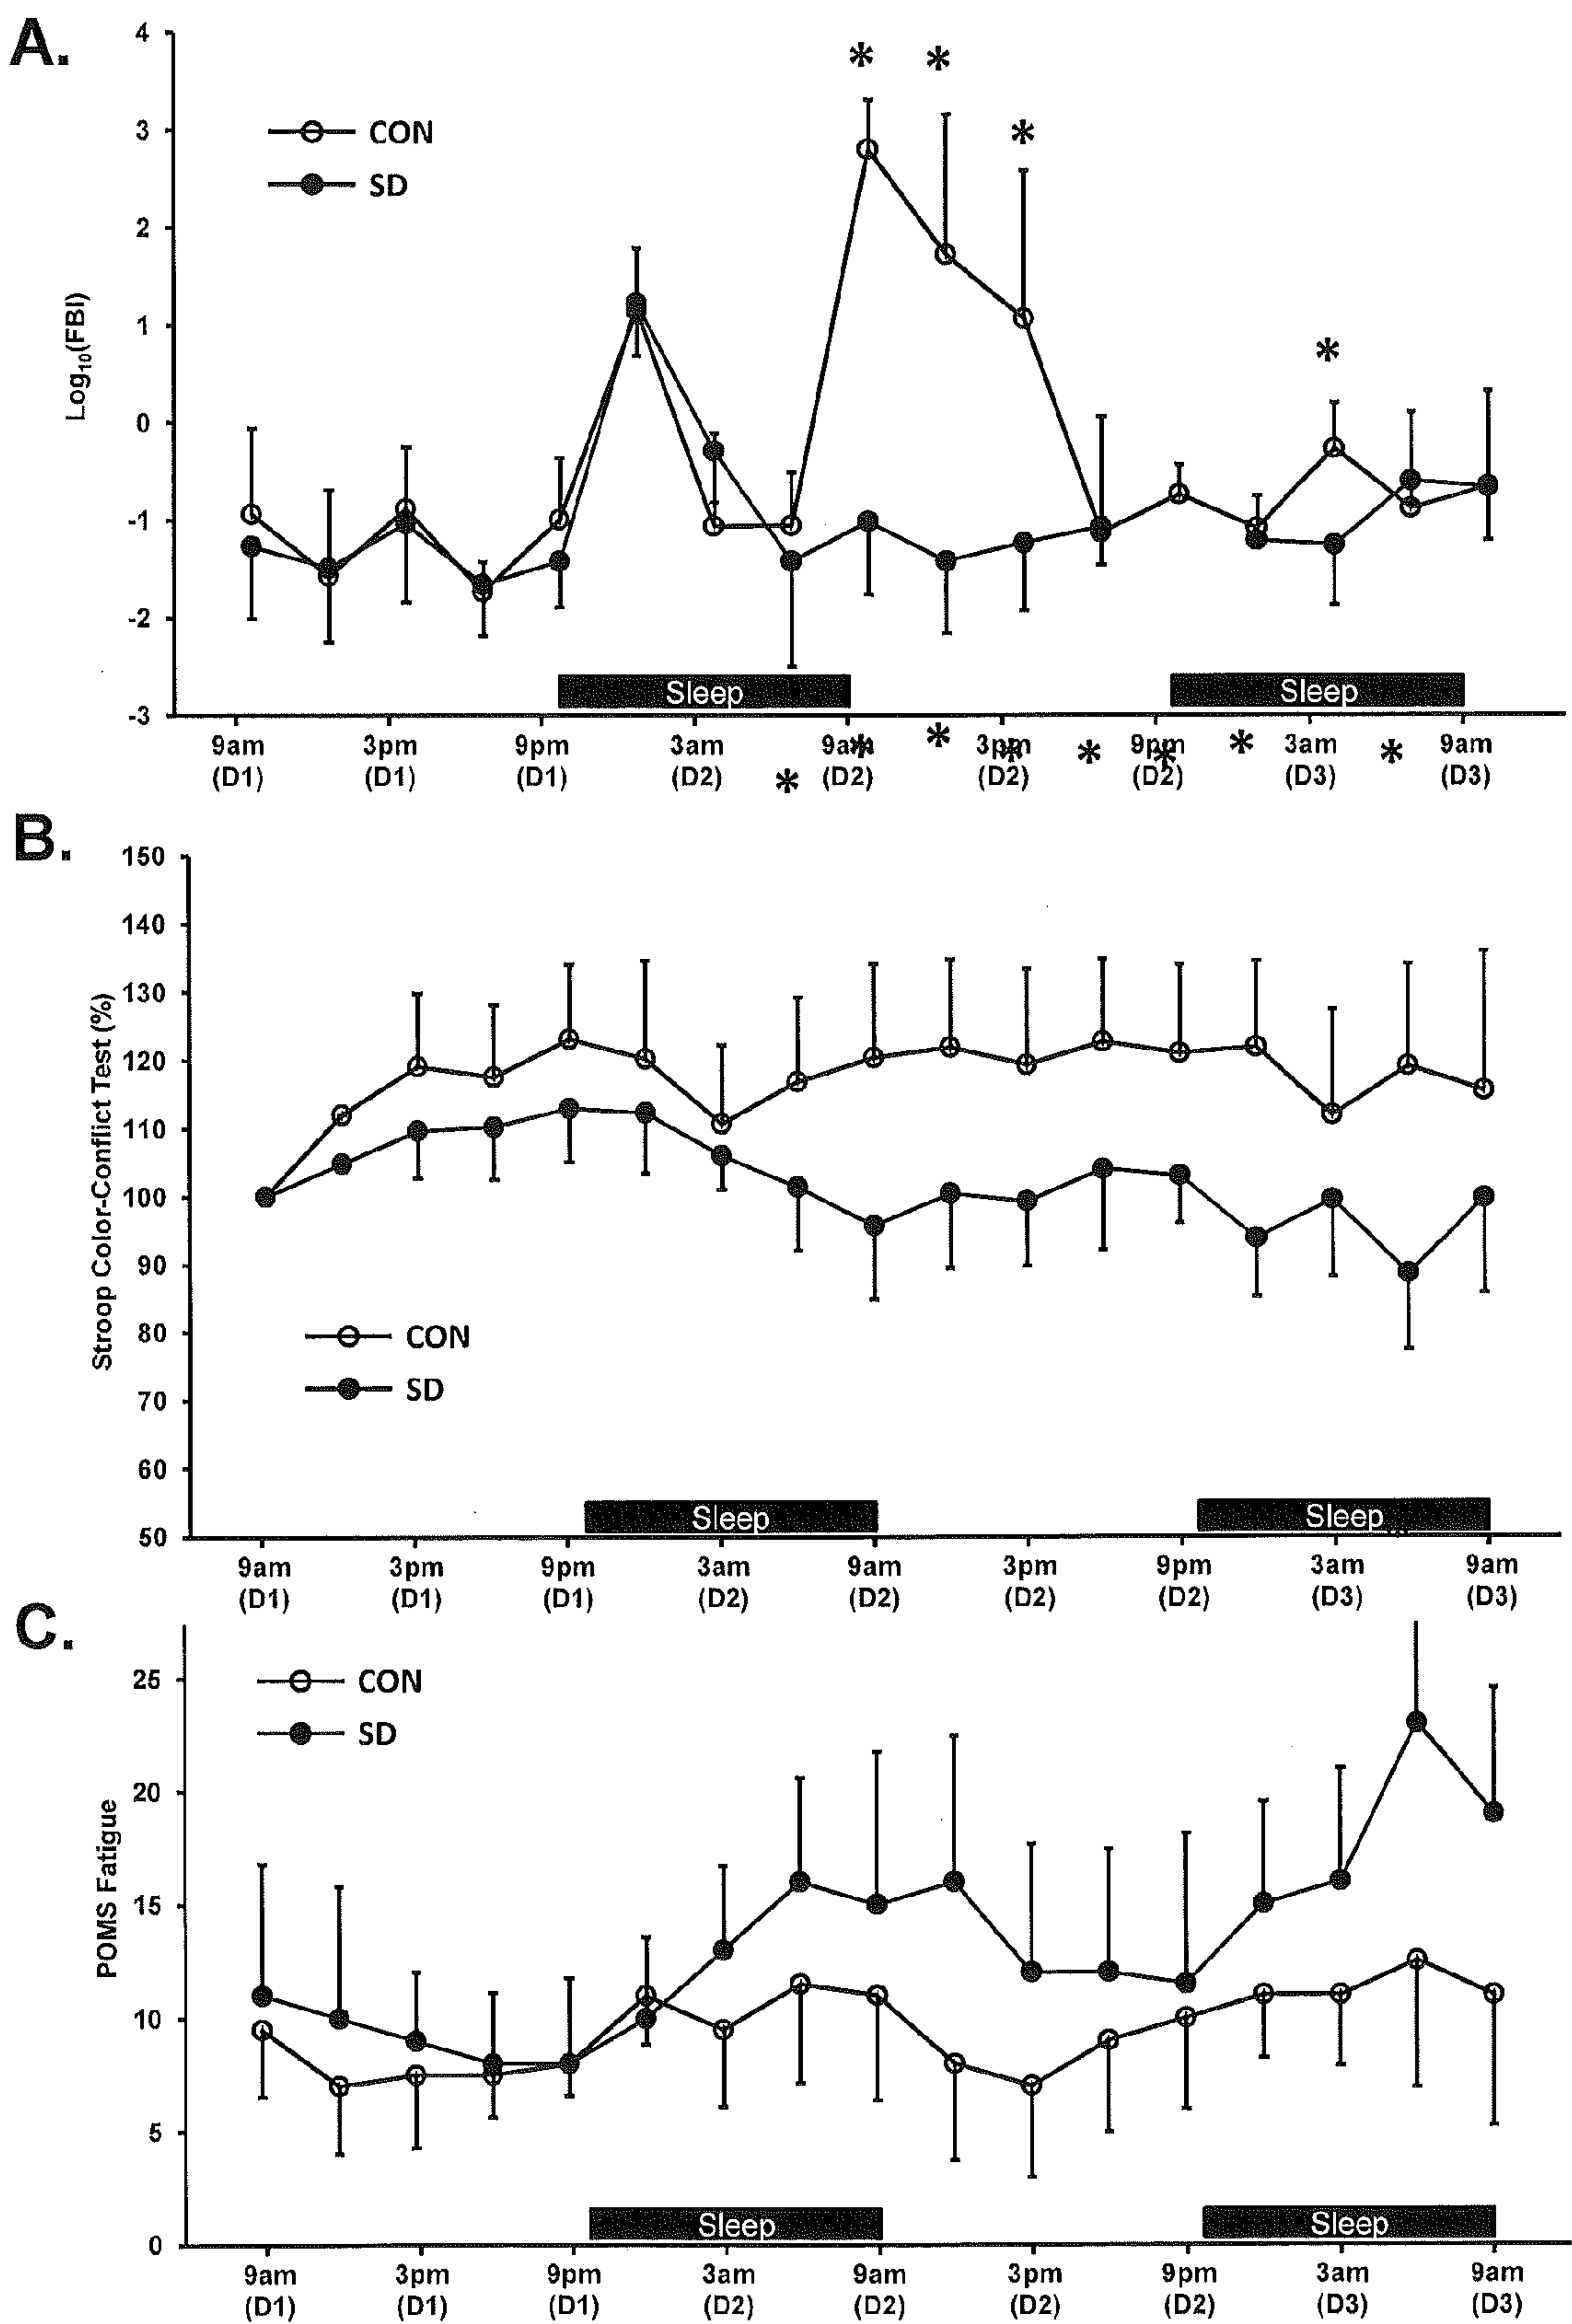 A.
4
3
2
1
0
-1
-2
-3
Log10(FBI)
CON
SD
* * * *
Sleep Sleep
9am 3pm 9pm 3am 9am 3pm 9pm 3am 9am
(D1) (D1) (D1) (D2) (D2) (D2) (D2) (D3) (D3)
* * * * * * * *
B.
150
140
130
120
110
100
90
80
70
60
50
Stroop Color-Conflict Test (%)
CON
SD
Sleep Sleep
9am 3pm 9pm 3am 9am 3pm 9pm 3am 9am
(D1) (D1) (D1) (D2) (D2) (D2) (D2) (D3) (D3)
C.
25
20
15
10
5
0
POMS Fatigue
CON
SD
Sleep Sleep
9am 3pm 9pm 3am 9am 3pm 9pm 3am 9am
(D1) (D1) (D1) (D2) (D2) (D2) (D2) (D3) (D3)